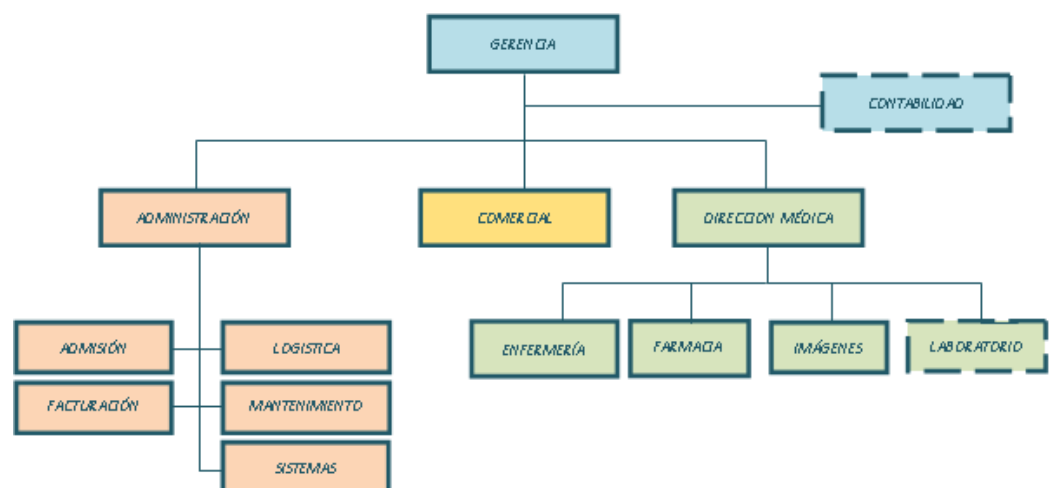 GERENCIA
CONTABILIDAD
ADMINISTRACIÓN
COMERCIAL
DIRECCION MÉDICA
ADMISIÓN
LOGISTICA
ENFERMERÍA
FARMACIA
IMÁGENES
LABORATORIO
FACTURACIÓN
MANTENIMIENTO
SISTEMAS